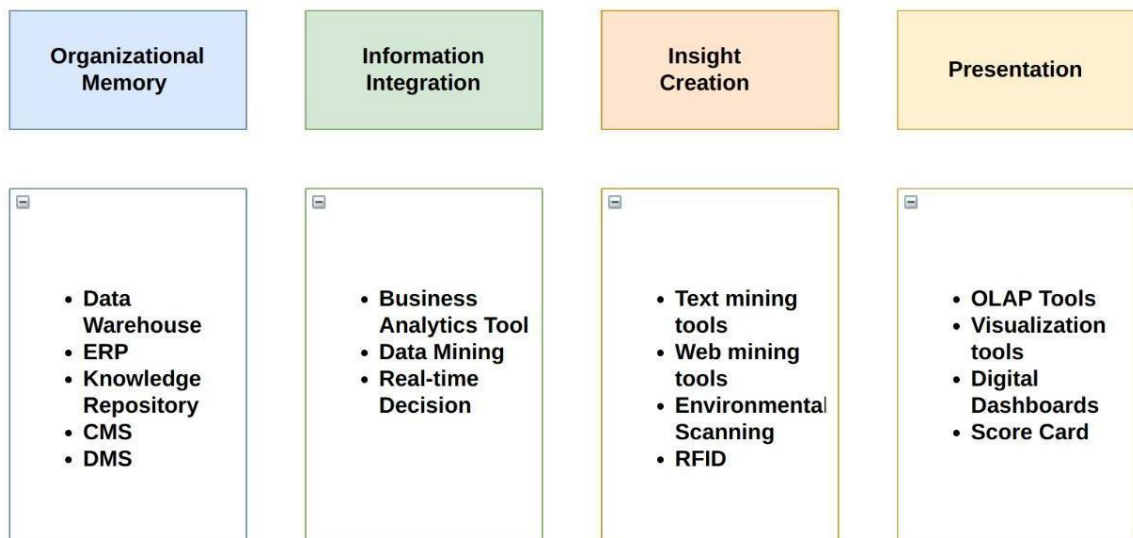 Organizational
Memory
Information
Integration
Insight
Creation
Presentation
• Data
Warehouse
• ERP
• Knowledge
Repository
• CMS
• DMS
• Business
Analytics Tool
• Data Mining
• Real-time
Decision
• Text mining
tools
• Web mining
tools
• Environmental
Scanning
• RFID
• OLAP Tools
• Visualization
tools
• Digital
Dashboards
• Score Card